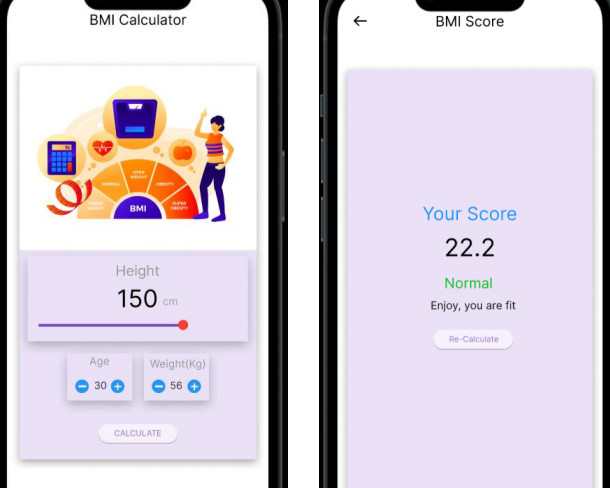 BMI Calculator
OVER
WEIGHT
NORMAL
OBESITY
UNDER
WEIGHT
SUPER
OBESITY
BMI
Height
150 cm
Age
Weight(Kg)
30
56
CALCULATE
BMI Score
Your Score
22.2
Normal
Enjoy, you are fit
Re-Calculate